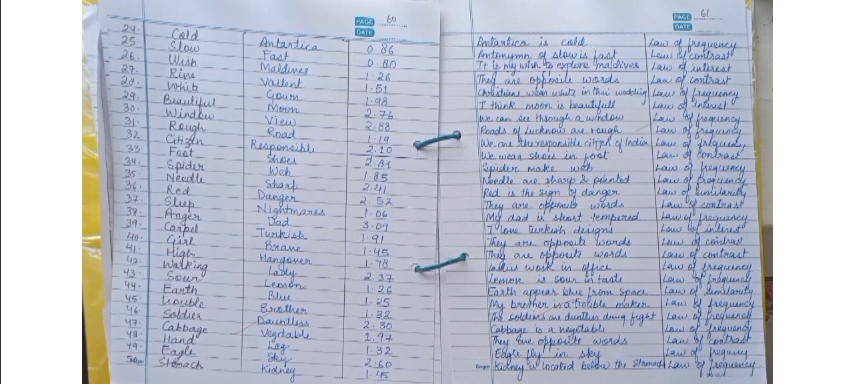 PAGE 60
DATE
24. Cold Antartica 0.86
25 Slow Fast 0.80
26. Wish Maldives 1.26
27. Valient 1.51
28. White Gown 1.98
29. Beautiful Moon 2.76
30. Window View 2.88
31. Rough Road 1.19
32. Citizen Responsible 2.10
33. Foot Shoes
34. Spider Web 1.85
35 Needle Sharp 2.41
36. Red Danger 2.52
37. Sleep Nightmares 1.06
38. Anger Dad 3.09
39. Carpet Turkish 1.91
40. Girl Brave 1.45
41. High Hangover 1.78
42. Walking Lady 2.37
43. Sour Lemon 1.26
44. Earth Blue 1.25
45. Trouble Brother 1.32
46. Soldier Dauntless 2.30
47. Cabbage Vegetable 1.97
48. Hand Leg 1.32
49. Eagle Sky 2.60
Stomach Kidney 1.45
PAGE 61
DATE
Antartica is cold Law of frequency
of slow is fast Law of contrast
It is my wish to explore maldives Law of interest
They are opposite words Law of contrast
Christians wear white in their wedding Law of frequency
I think moon is beautifull Law of interest
We can see through a window Law of frequency
Roads of Lucknow are rough Law of frequency
We are the responsible citizen of India Law of frequency
We wear shoes in foot Law of contrast
Spider make web Law of frequency
Needle are sharp & pointed Law of frequency
Red is the sign of danger Law of similarity
They are opposite words Law of contrast
My dad is short tempered Law of frequency
I love turkish designs Law of interest
They are opposite words Law of contrast
They are opposite words Law of contrast
Ladies work in office Law of frequency
Lemon is sour in taste Law of frequency
Earth appear blue from space Law of similarity
My brother is a trouble maker Law of frequency
The soldiers are fight Law of similarity
Cabbage is a vegetable Law of frequency
They are opposite words Law of contrast
Eagle fly in sky Law of
Kidney is located below the Stomach Law of frequency